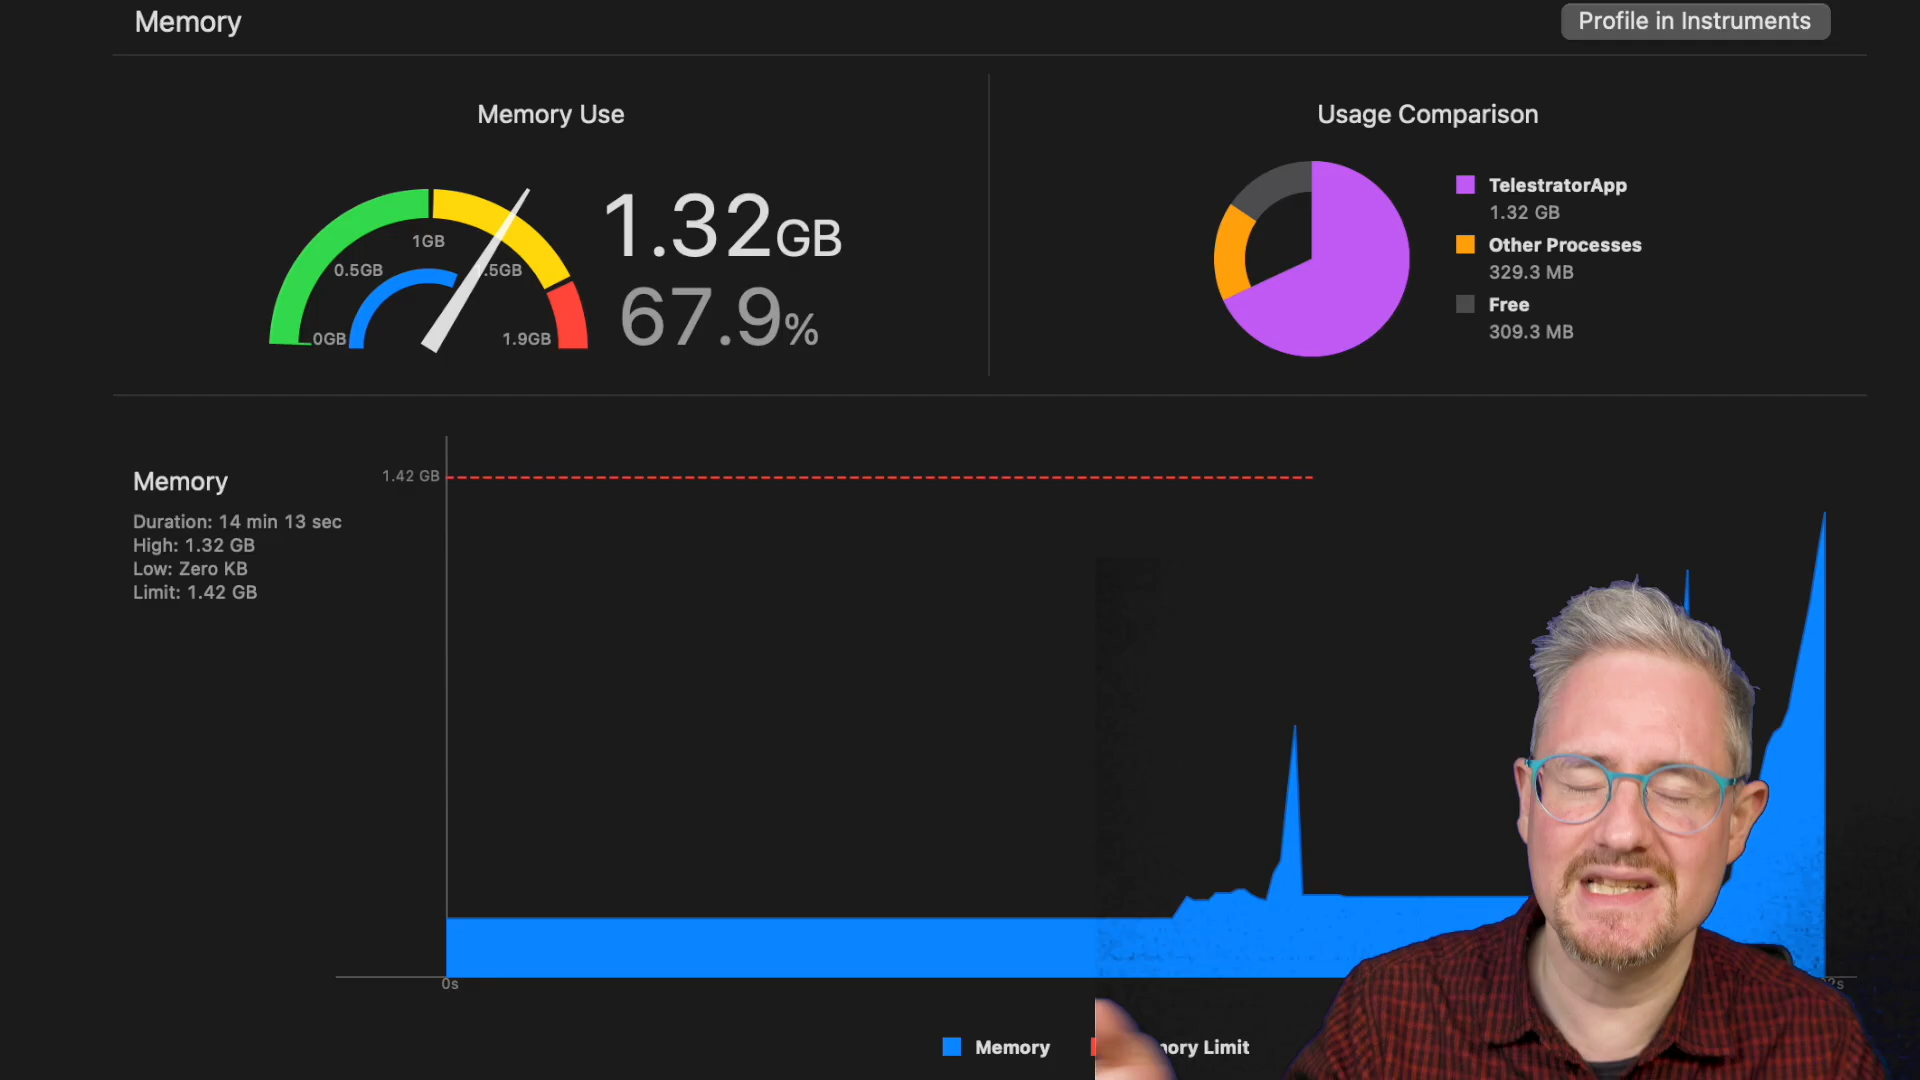 Memory
Profile in Instruments
Memory Use
Usage Comparison
1.32GB
67.9%
0GB
0.5GB
1GB
.5GB
1.9GB
TelestratorApp
1.32 GB
Other Processes
329.3 MB
Free
309.3 MB
Memory
Duration: 14 min 13 sec
High: 1.32 GB
Low: Zero KB
Limit: 1.42 GB
1.42 GB
0s
Memory
ory Limit